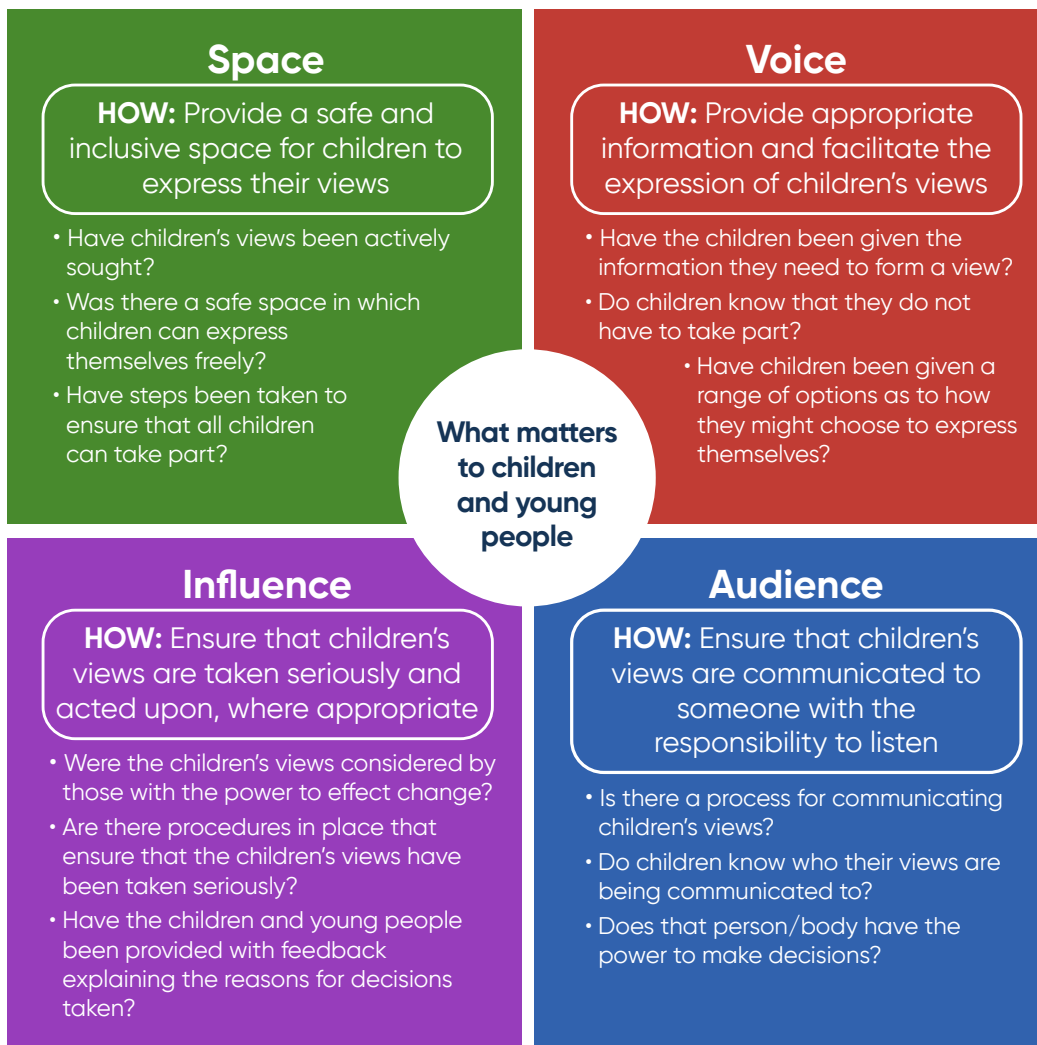 Space
HOW: Provide a safe and
inclusive space for children to
express their views
• Have children’s views been actively
sought?
• Was there a safe space in which
children can express
themselves freely?
• Have steps been taken to
ensure that all children
can take part?
Voice
HOW: Provide appropriate
information and facilitate the
expression of children’s views
• Have the children been given the
information they need to form a view?
• Do children know that they do not
have to take part?
• Have children been given a
range of options as to how
they might choose to express
themselves?
What matters
to children
and young
people
Influence
HOW: Ensure that children’s
views are taken seriously and
acted upon, where appropriate
• Were the children’s views considered by
those with the power to effect change?
• Are there procedures in place that
ensure that the children’s views have
been taken seriously?
• Have the children and young people
been provided with feedback
explaining the reasons for decisions
taken?
Audience
HOW: Ensure that children’s
views are communicated to
someone with the
responsibility to listen
• Is there a process for communicating
children’s views?
• Do children know who their views are
being communicated to?
• Does that person/body have the
power to make decisions?